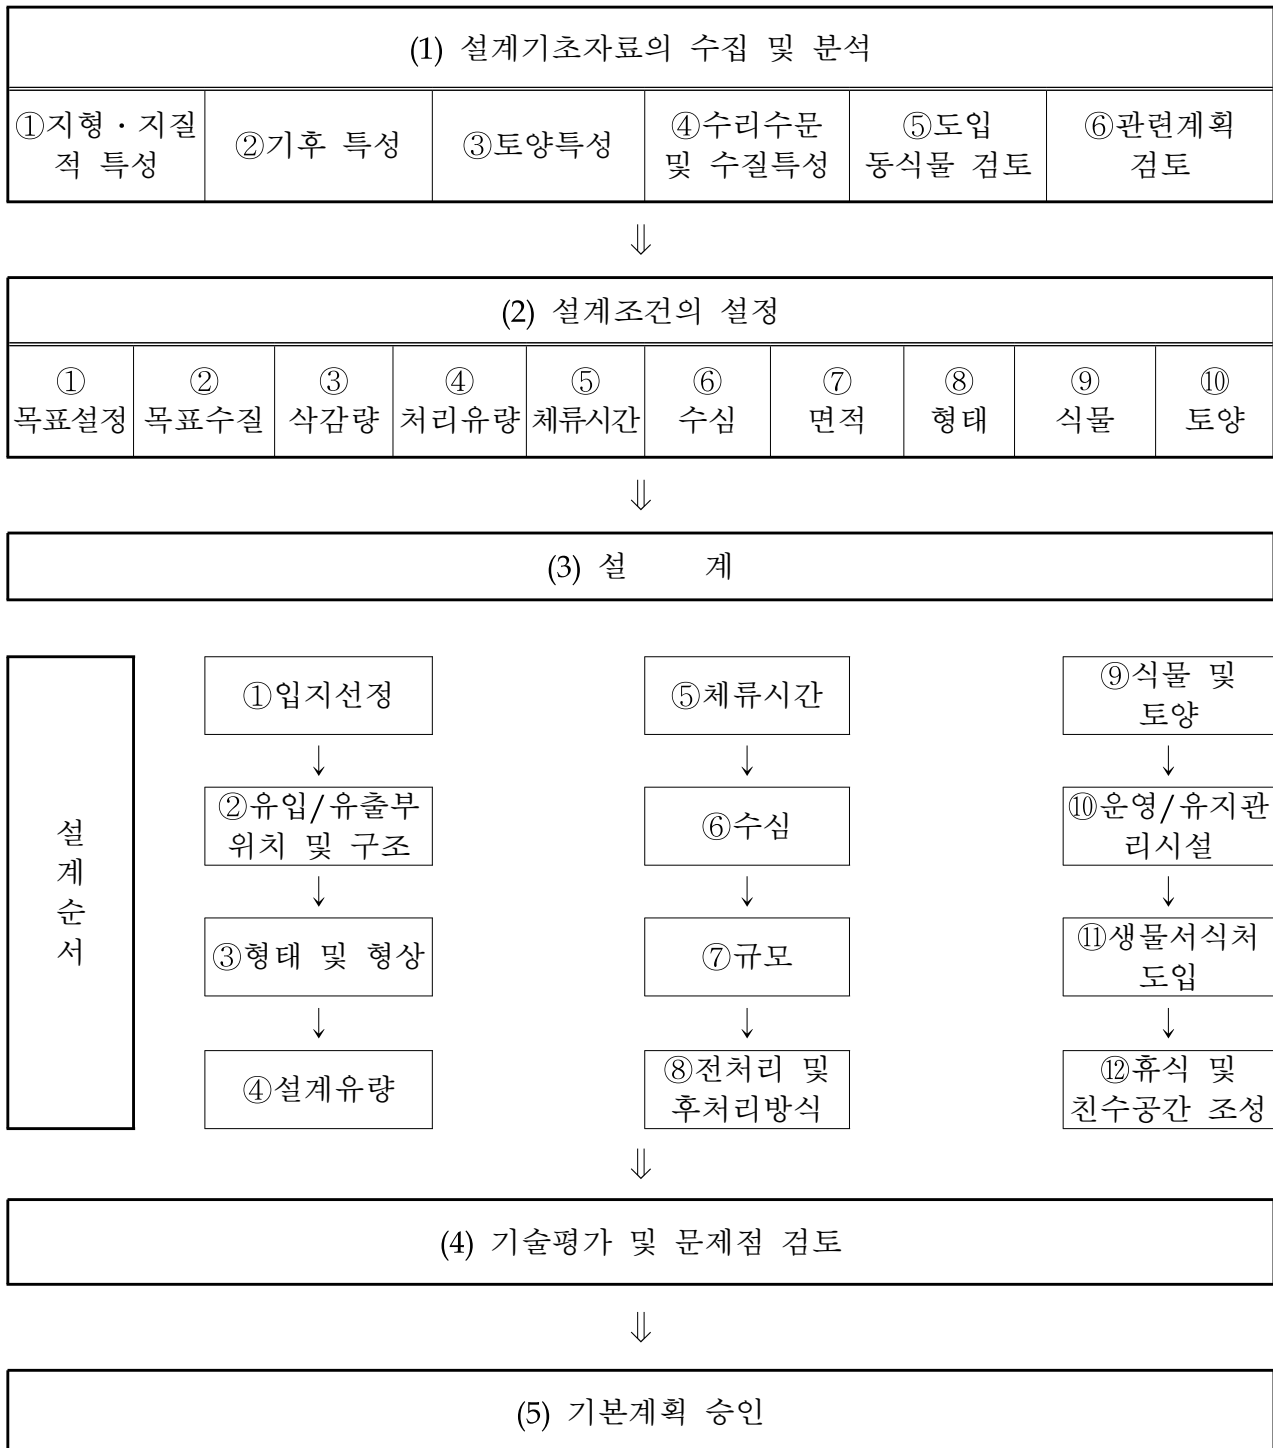 (1) 설계기초자료의 수집 및 분석
①지형·지질
적 특성
②기후 특성
③토양특성
④수리수문
및 수질특성
⑤도입
동식물 검토
⑥관련계획
검토
⇓
(2) 설계조건의 설정
①
목표설정
②
목표수질
③
삭감량
④
처리유량
⑤
체류시간
⑥
수심
⑦
면적
⑧
형태
⑨
식물
⑩
토양
⇓
(3) 설 계
설
계
순
서
①입지선정
↓
②유입/유출부
위치 및 구조
↓
③형태 및 형상
↓
④설계유량
⑤체류시간
↓
⑥수심
↓
⑦규모
↓
⑧전처리 및
후처리방식
⑨식물 및
토양
↓
⑩운영/유지관
리시설
↓
⑪생물서식처
도입
↓
⑫휴식 및
친수공간 조성
⇓
(4) 기술평가 및 문제점 검토
⇓
(5) 기본계획 승인